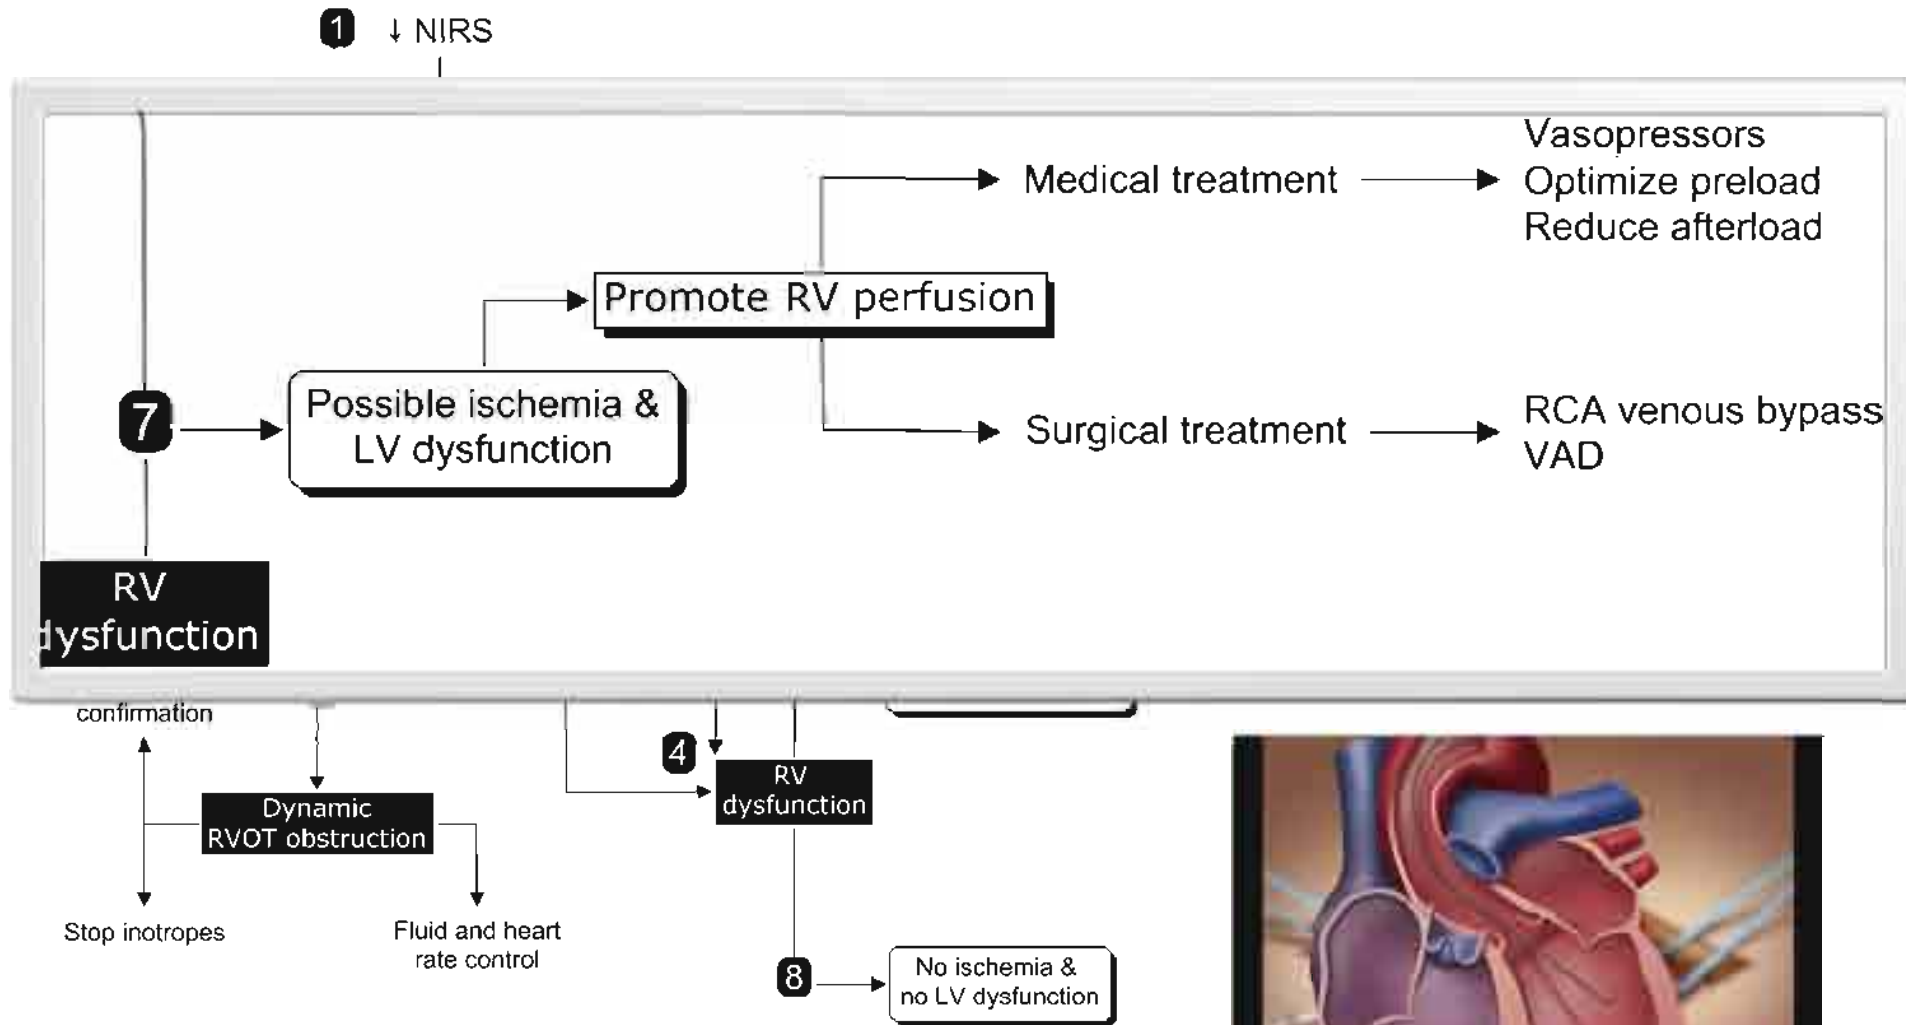 1 ↓ NIRS
Vasopressors
Medical treatment
Optimize preload
Reduce afterload
Promote RV perfusion
7
Possible ischemia &
LV dysfunction
Surgical treatment
RCA venous bypass
VAD
RV
dysfunction
confirmation
4
RV
dysfunction
Dynamic
RVOT obstruction
Stop inotropes
Fluid and heart
rate control
8
No ischemia &
no LV dysfunction